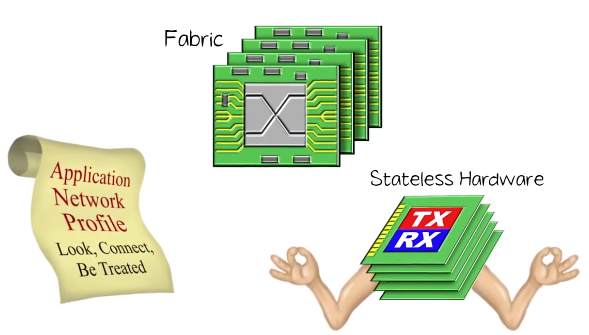 Fabric
Stateless Hardware
TX
RX
Application
Network
Profile
Look, Connect,
Be Treated